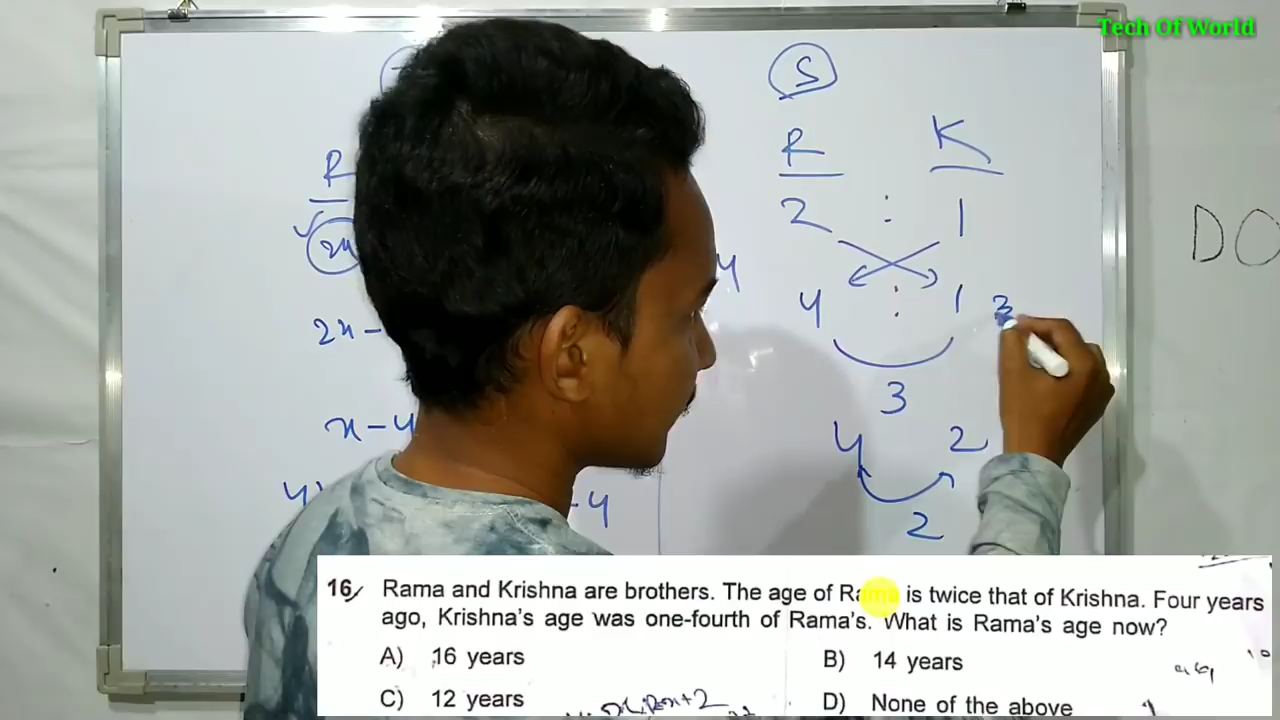 Tech Of World
S
R K
2 : 1
4 : 1 3
3
4 2
2
R
2x
2x -
x - 4
- 4
DO
16. Rama and Krishna are brothers. The age of Rama is twice that of Krishna. Four years
ago, Krishna's age was one-fourth of Rama's. What is Rama's age now?
A) 16 years B) 14 years
C) 12 years D) None of the above